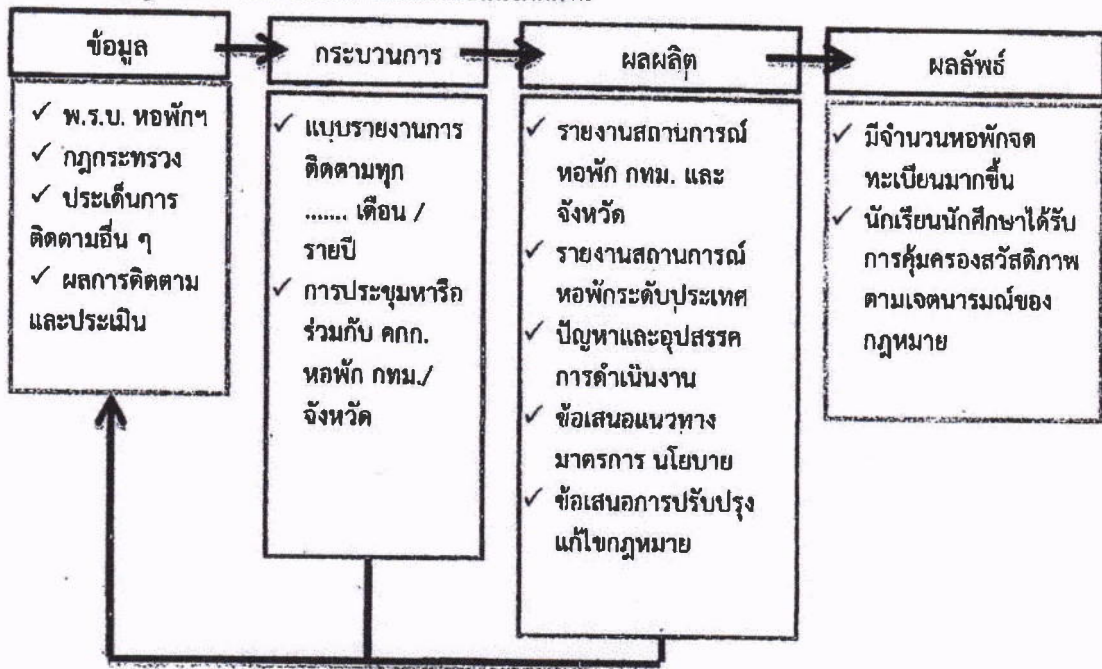 ข้อมูล
กระบวนการ
ผลผลิต
ผลลัพธ์
✓ พ.ร.บ. หอพักฯ
✓ กฎกระทรวง
✓ ประเด็นการ
ติดตามอื่น ๆ
✓ ผลการติดตาม
และประเมิน
✓ แบบรายงานการ
ติดตามทุก
....... เดือน /
รายปี
✓ การประชุมหารือ
ร่วมกับ คกก.
หอพัก กทม./
จังหวัด
✓ รายงานสถานการณ์
หอพัก กทม. และ
จังหวัด
✓ รายงานสถานการณ์
หอพักระดับประเทศ
✓ ปัญหาและอุปสรรค
การดำเนินงาน
✓ ข้อเสนอแนวทาง
มาตรการ นโยบาย
✓ ข้อเสนอการปรับปรุง
แก้ไขกฎหมาย
✓ มีจำนวนหอพักจด
ทะเบียนมากขึ้น
✓ นักเรียนนักศึกษาได้รับ
การคุ้มครองสวัสดิภาพ
ตามเจตนารมณ์ของ
กฎหมาย